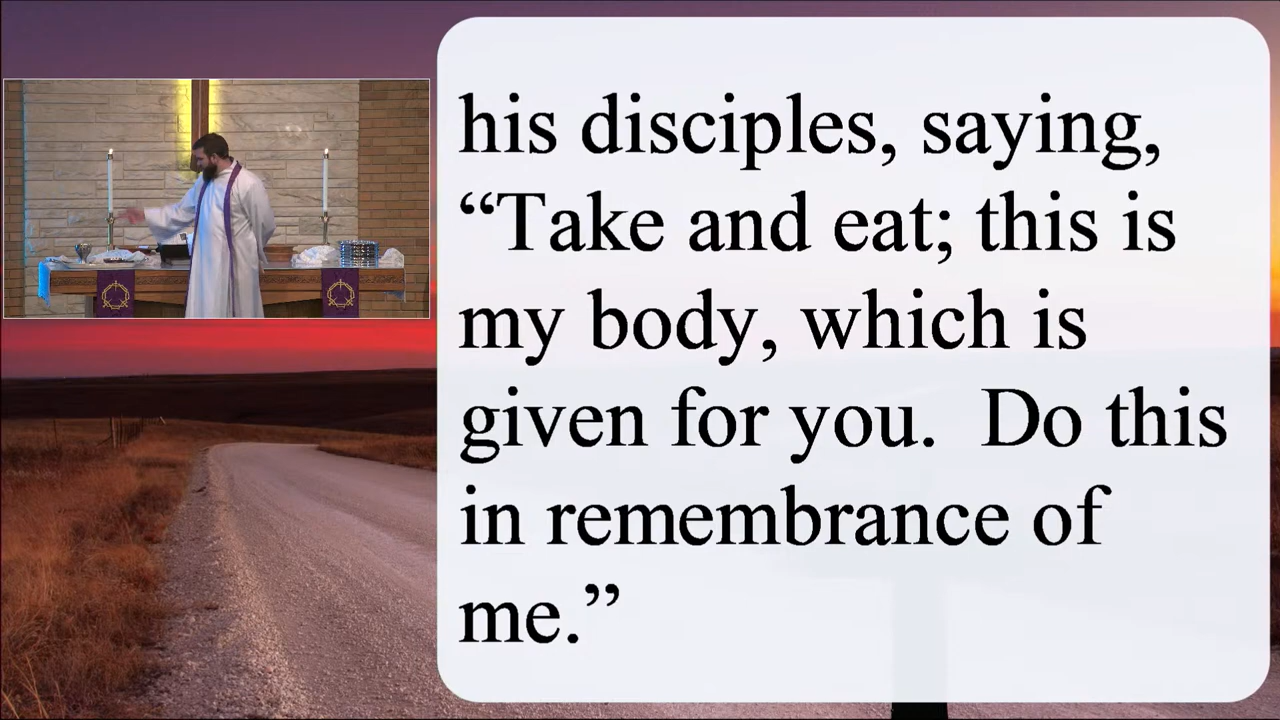 his disciples, saying,
“Take and eat; this is
my body, which is
given for you.  Do this
in remembrance of
me.”